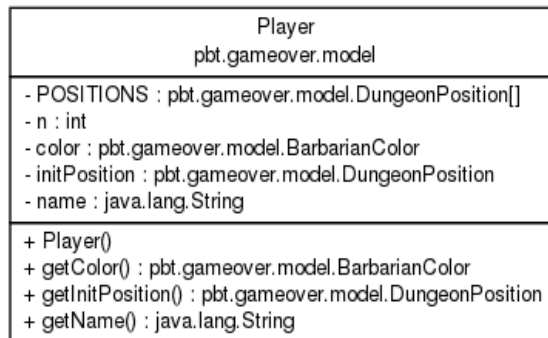 Player
pbt.gameover.model
- POSITIONS : pbt.gameover.model.DungeonPosition[]
- n : int
- color : pbt.gameover.model.BarbarianColor
- initPosition : pbt.gameover.model.DungeonPosition
- name : java.lang.String
+ Player()
+ getColor() : pbt.gameover.model.BarbarianColor
+ getInitPosition() : pbt.gameover.model.DungeonPosition
+ getName() : java.lang.String